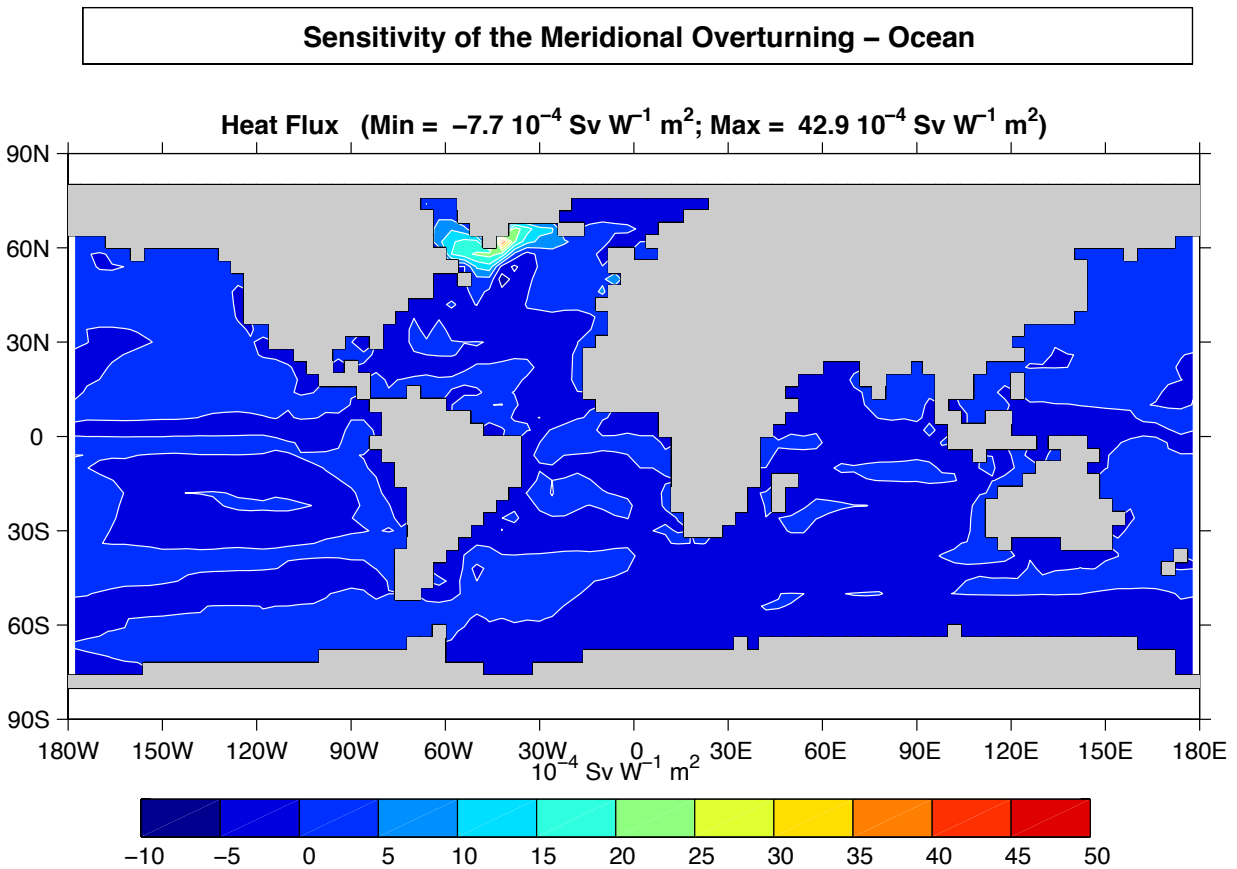 Sensitivity of the Meridional Overturning – Ocean
Heat Flux (Min = −7.7 10⁻⁴ Sv W⁻¹ m²; Max = 42.9 10⁻⁴ Sv W⁻¹ m²)
90N
60N
30N
0
30S
60S
90S
180W 150W 120W 90W 60W 30W 0 30E 60E 90E 120E 150E 180E
10⁻⁴ Sv W⁻¹ m²
−10 −5 0 5 10 15 20 25 30 35 40 45 50